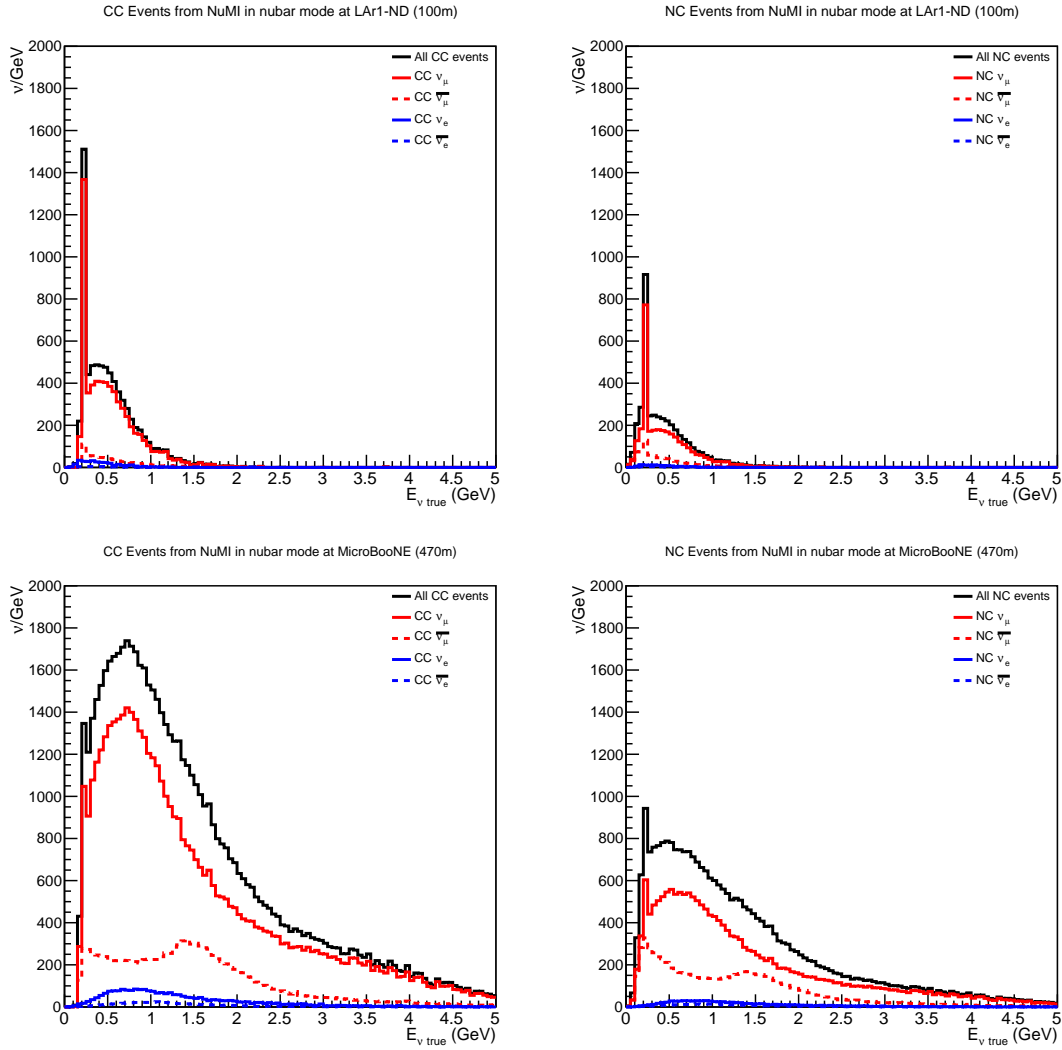 CC Events from NuMI in nubar mode at LAr1-ND (100m)
ν/GeV
2000
1800
1600
1400
1200
1000
800
600
400
200
0
All CC events
CC ν_μ
CC ν̅_μ
CC ν_e
CC ν̅_e
0 0.5 1 1.5 2 2.5 3 3.5 4 4.5 5
E_ν true (GeV)
NC Events from NuMI in nubar mode at LAr1-ND (100m)
ν/GeV
2000
1800
1600
1400
1200
1000
800
600
400
200
0
All NC events
NC ν_μ
NC ν̅_μ
NC ν_e
NC ν̅_e
0 0.5 1 1.5 2 2.5 3 3.5 4 4.5 5
E_ν true (GeV)
CC Events from NuMI in nubar mode at MicroBooNE (470m)
ν/GeV
2000
1800
1600
1400
1200
1000
800
600
400
200
0
All CC events
CC ν_μ
CC ν̅_μ
CC ν_e
CC ν̅_e
0 0.5 1 1.5 2 2.5 3 3.5 4 4.5 5
E_ν true (GeV)
NC Events from NuMI in nubar mode at MicroBooNE (470m)
ν/GeV
2000
1800
1600
1400
1200
1000
800
600
400
200
0
All NC events
NC ν_μ
NC ν̅_μ
NC ν_e
NC ν̅_e
0 0.5 1 1.5 2 2.5 3 3.5 4 4.5 5
E_ν true (GeV)